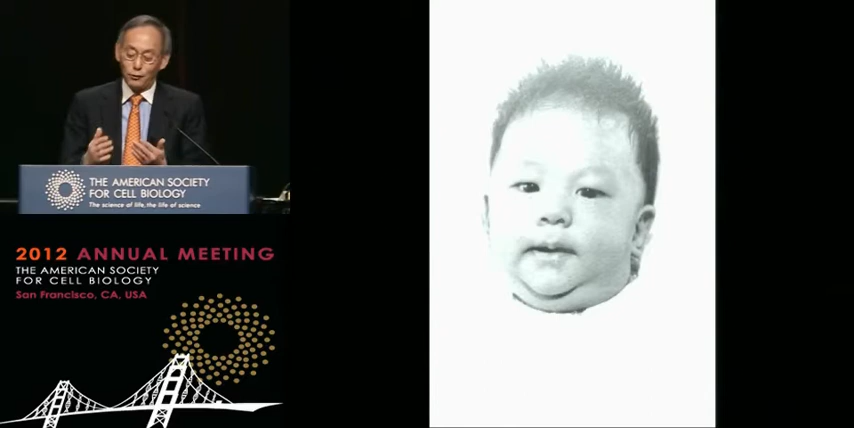 THE AMERICAN SOCIETY
FOR CELL BIOLOGY
The science of life, the life of science
2012 ANNUAL MEETING
THE AMERICAN SOCIETY
FOR CELL BIOLOGY
San Francisco, CA, USA